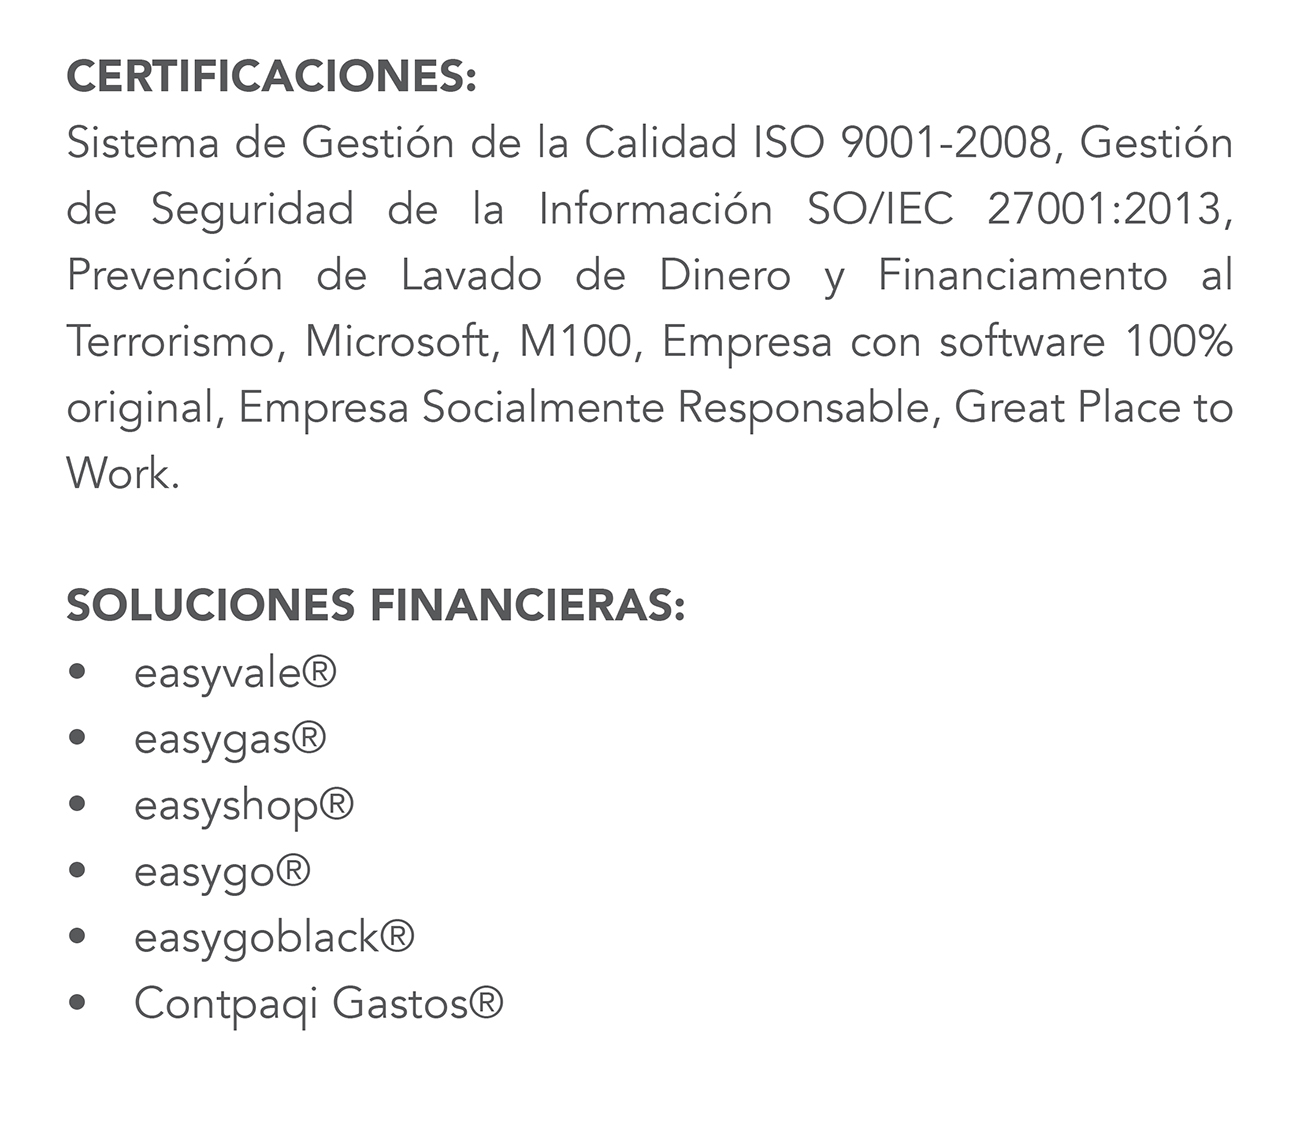 CERTIFICACIONES:
Sistema de Gestión de la Calidad ISO 9001-2008, Gestión
de Seguridad de la Información SO/IEC 27001:2013,
Prevención de Lavado de Dinero y Financiamento al
Terrorismo, Microsoft, M100, Empresa con software 100%
original, Empresa Socialmente Responsable, Great Place to
Work.
SOLUCIONES FINANCIERAS:
• easyvale®
• easygas®
• easyshop®
• easygo®
• easygoblack®
• Contpaqi Gastos®